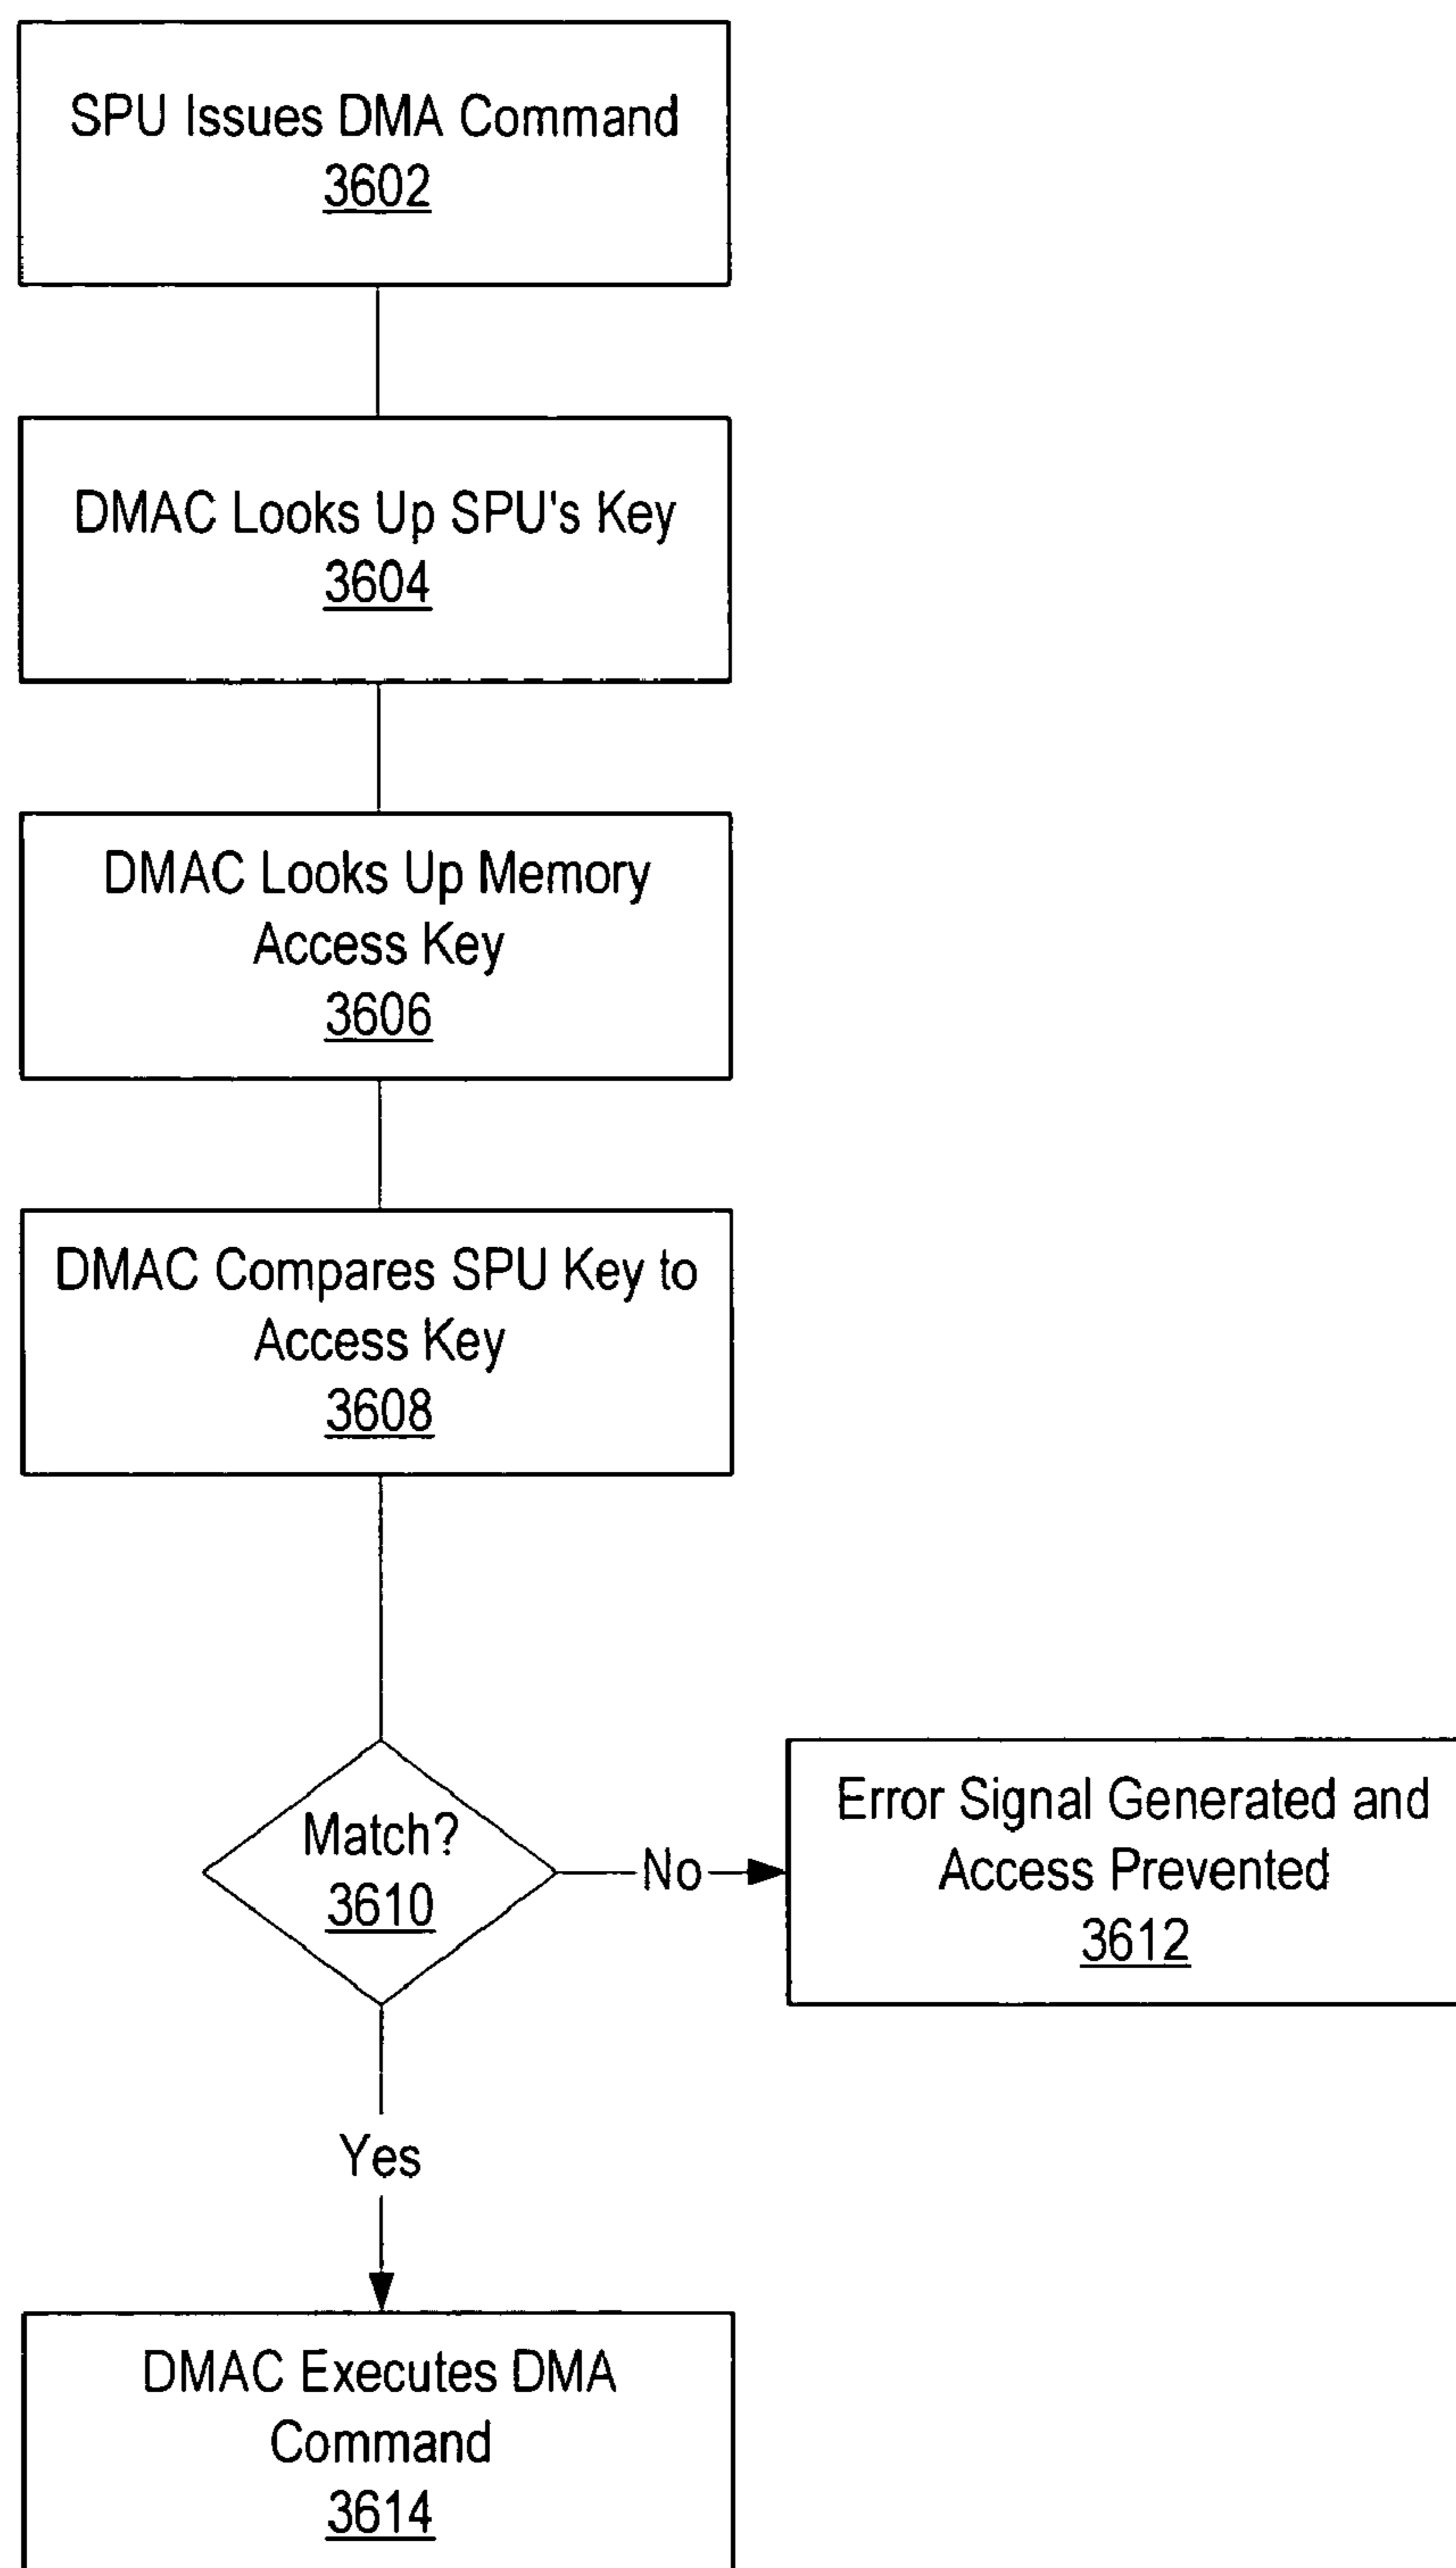 SPU Issues DMA Command
3602
DMAC Looks Up SPU's Key
3604
DMAC Looks Up Memory
Access Key
3606
DMAC Compares SPU Key to
Access Key
3608
Match?
3610
No
Error Signal Generated and
Access Prevented
3612
Yes
DMAC Executes DMA
Command
3614